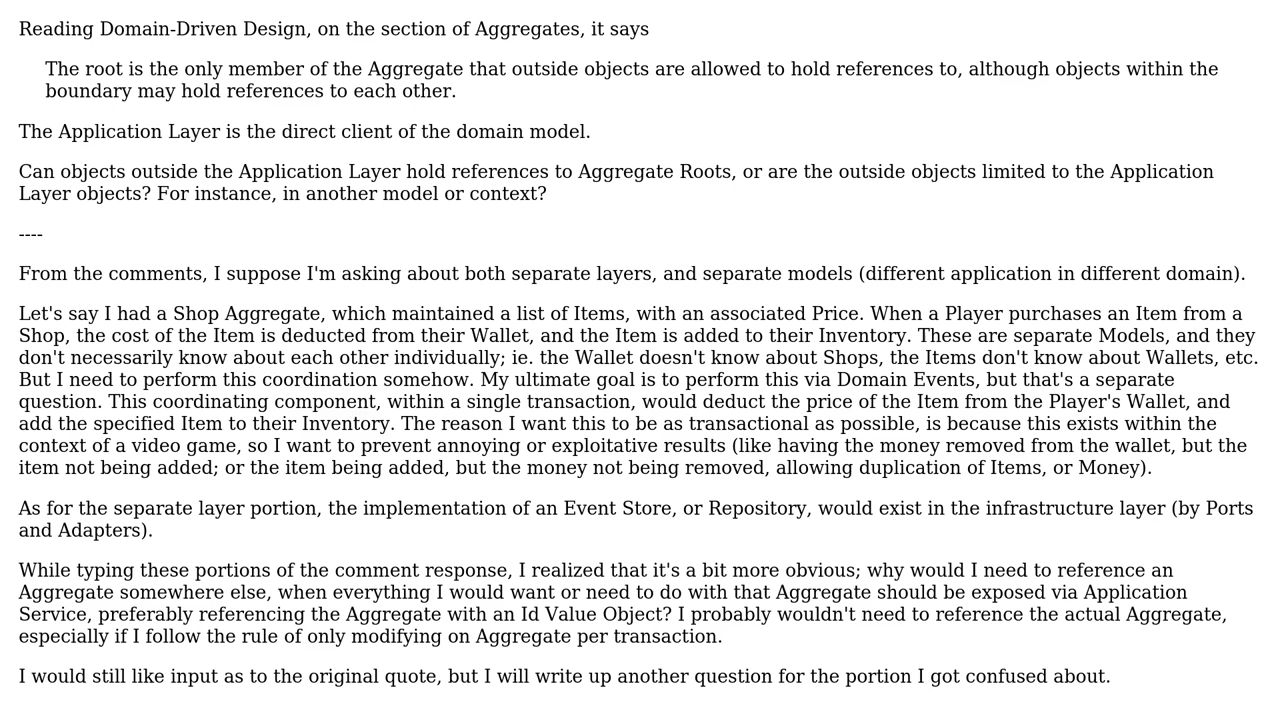 Reading Domain-Driven Design, on the section of Aggregates, it says
The root is the only member of the Aggregate that outside objects are allowed to hold references to, although objects within the
boundary may hold references to each other.
The Application Layer is the direct client of the domain model.
Can objects outside the Application Layer hold references to Aggregate Roots, or are the outside objects limited to the Application
Layer objects? For instance, in another model or context?
----
From the comments, I suppose I'm asking about both separate layers, and separate models (different application in different domain).
Let's say I had a Shop Aggregate, which maintained a list of Items, with an associated Price. When a Player purchases an Item from a
Shop, the cost of the Item is deducted from their Wallet, and the Item is added to their Inventory. These are separate Models, and they
don't necessarily know about each other individually; ie. the Wallet doesn't know about Shops, the Items don't know about Wallets, etc.
But I need to perform this coordination somehow. My ultimate goal is to perform this via Domain Events, but that's a separate
question. This coordinating component, within a single transaction, would deduct the price of the Item from the Player's Wallet, and
add the specified Item to their Inventory. The reason I want this to be as transactional as possible, is because this exists within the
context of a video game, so I want to prevent annoying or exploitative results (like having the money removed from the wallet, but the
item not being added; or the item being added, but the money not being removed, allowing duplication of Items, or Money).
As for the separate layer portion, the implementation of an Event Store, or Repository, would exist in the infrastructure layer (by Ports
and Adapters).
While typing these portions of the comment response, I realized that it's a bit more obvious; why would I need to reference an
Aggregate somewhere else, when everything I would want or need to do with that Aggregate should be exposed via Application
Service, preferably referencing the Aggregate with an Id Value Object? I probably wouldn't need to reference the actual Aggregate,
especially if I follow the rule of only modifying on Aggregate per transaction.
I would still like input as to the original quote, but I will write up another question for the portion I got confused about.